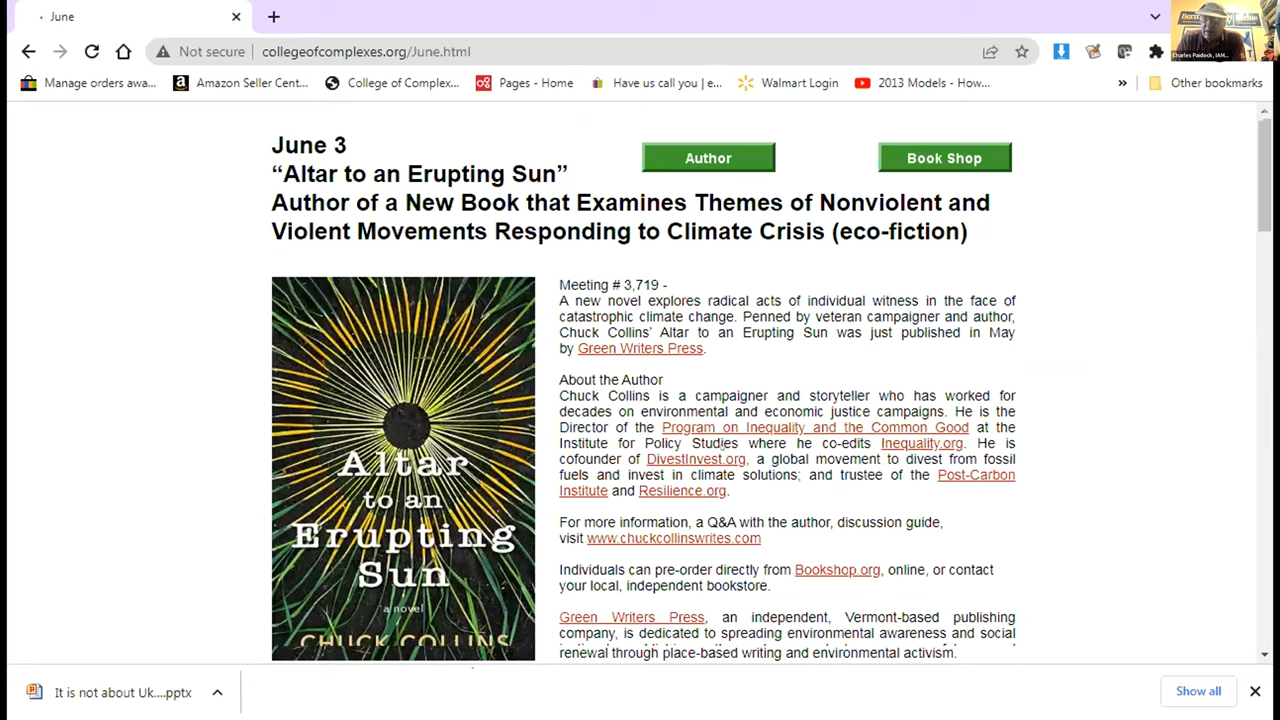 June
Not secure
collegeofcomplexes.org/June.html
Manage orders awa...
Amazon Seller Cent...
College of Complex...
Pages - Home
Have us call you | e...
Walmart Login
2013 Models - How...
»
Other bookmarks
Charles Paidock, IAM...
June 3
Author
Book Shop
“Altar to an Erupting Sun”
Author of a New Book that Examines Themes of Nonviolent and
Violent Movements Responding to Climate Crisis (eco-fiction)
Meeting # 3,719 -
A new novel explores radical acts of individual witness in the face of
catastrophic climate change. Penned by veteran campaigner and author,
Chuck Collins’ Altar to an Erupting Sun was just published in May
by Green Writers Press.
About the Author
Chuck Collins is a campaigner and storyteller who has worked for
decades on environmental and economic justice campaigns. He is the
Director of the Program on Inequality and the Common Good at the
Institute for Policy Studies where he co-edits Inequality.org. He is
cofounder of DivestInvest.org, a global movement to divest from fossil
fuels and invest in climate solutions; and trustee of the Post-Carbon
Institute and Resilience.org.
For more information, a Q&A with the author, discussion guide,
visit www.chuckcollinswrites.com
Individuals can pre-order directly from Bookshop.org, online, or contact
your local, independent bookstore.
Green Writers Press, an independent, Vermont-based publishing
company, is dedicated to spreading environmental awareness and social
renewal through place-based writing and environmental activism.
Altar
to an
Erupting
Sun
a novel
CHUCK COLLINS
It is not about Uk....pptx
Show all